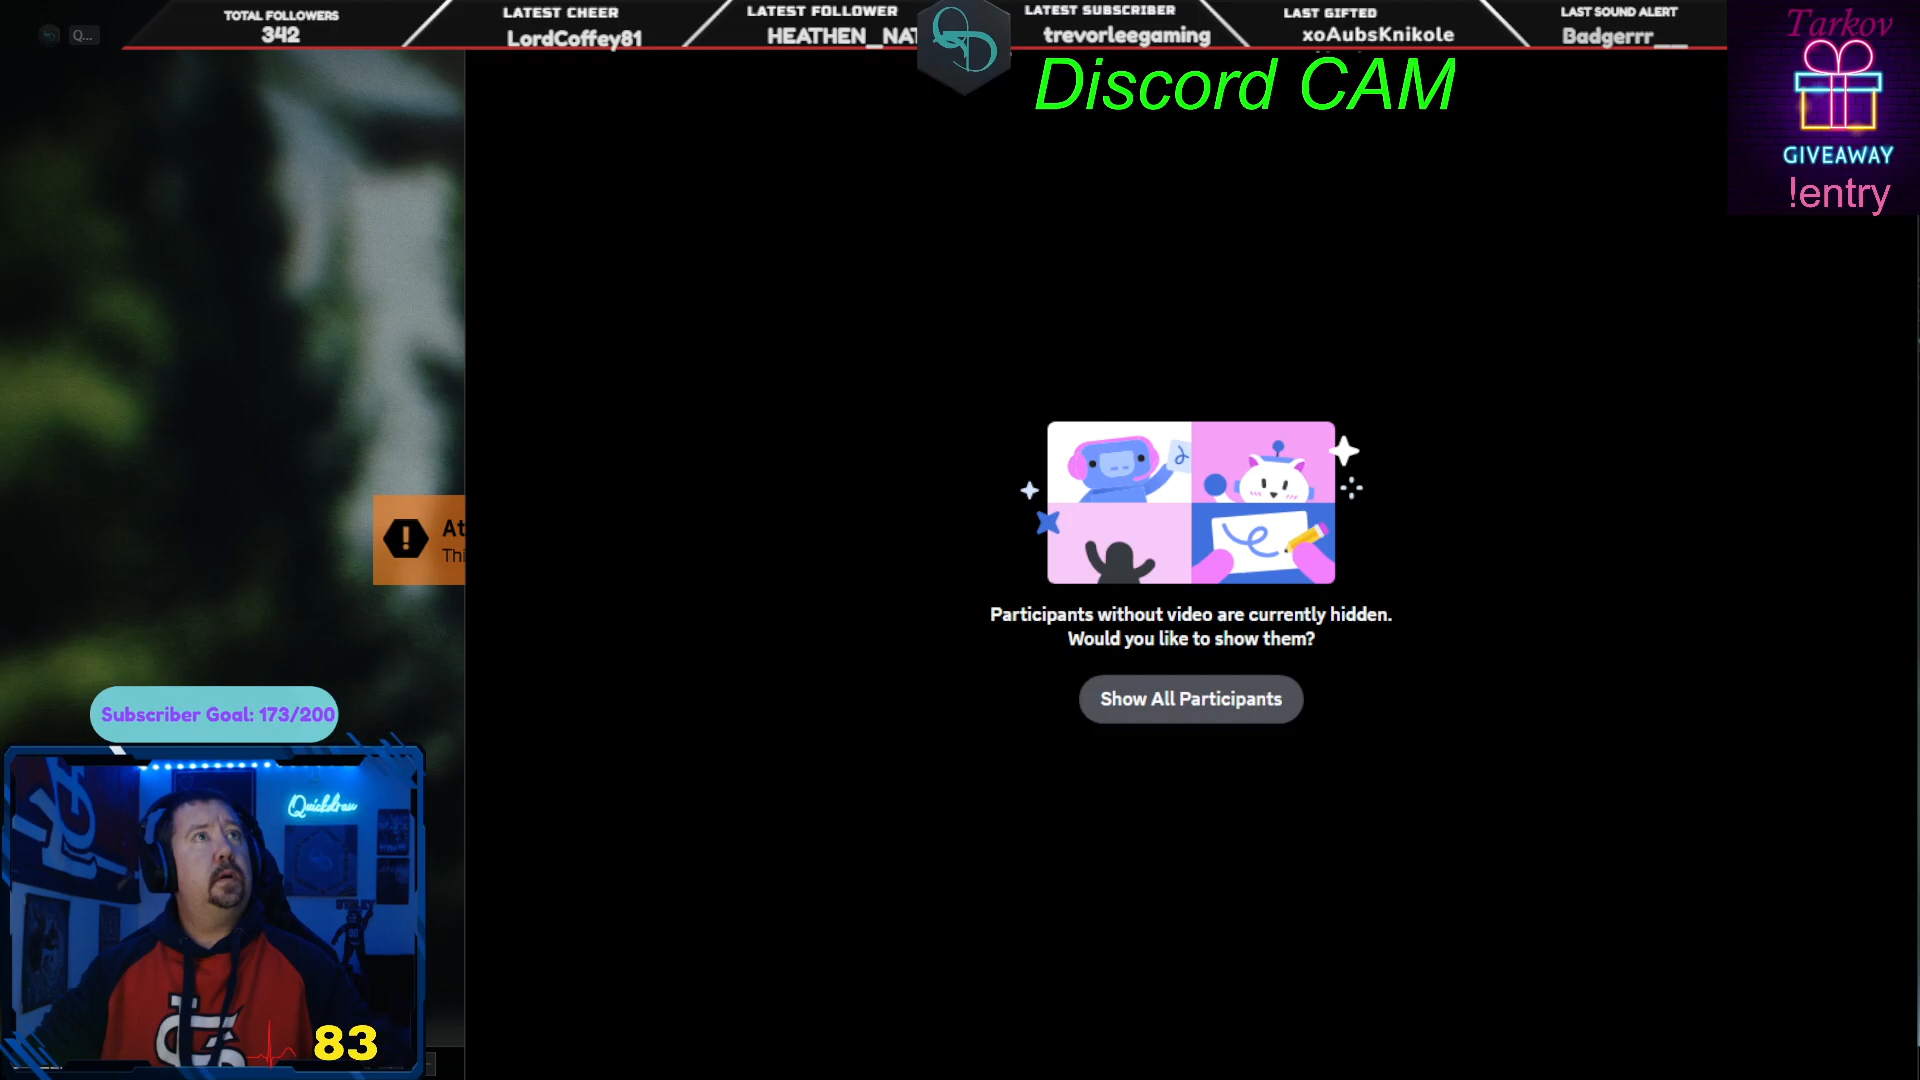 TOTAL FOLLOWERS
342
LATEST CHEER
LordCoffey81
LATEST FOLLOWER
HEATHEN_NAT
LATEST SUBSCRIBER
trevorleegaming
LAST GIFTED
xoAubsKnikole
LAST SOUND ALERT
Badgerrr__
Q...
Tarkov
GIVEAWAY
!entry
Discord CAM
At
Thi
Participants without video are currently hidden.
Would you like to show them?
Show All Participants
Subscriber Goal: 173/200
Quickdraw
83